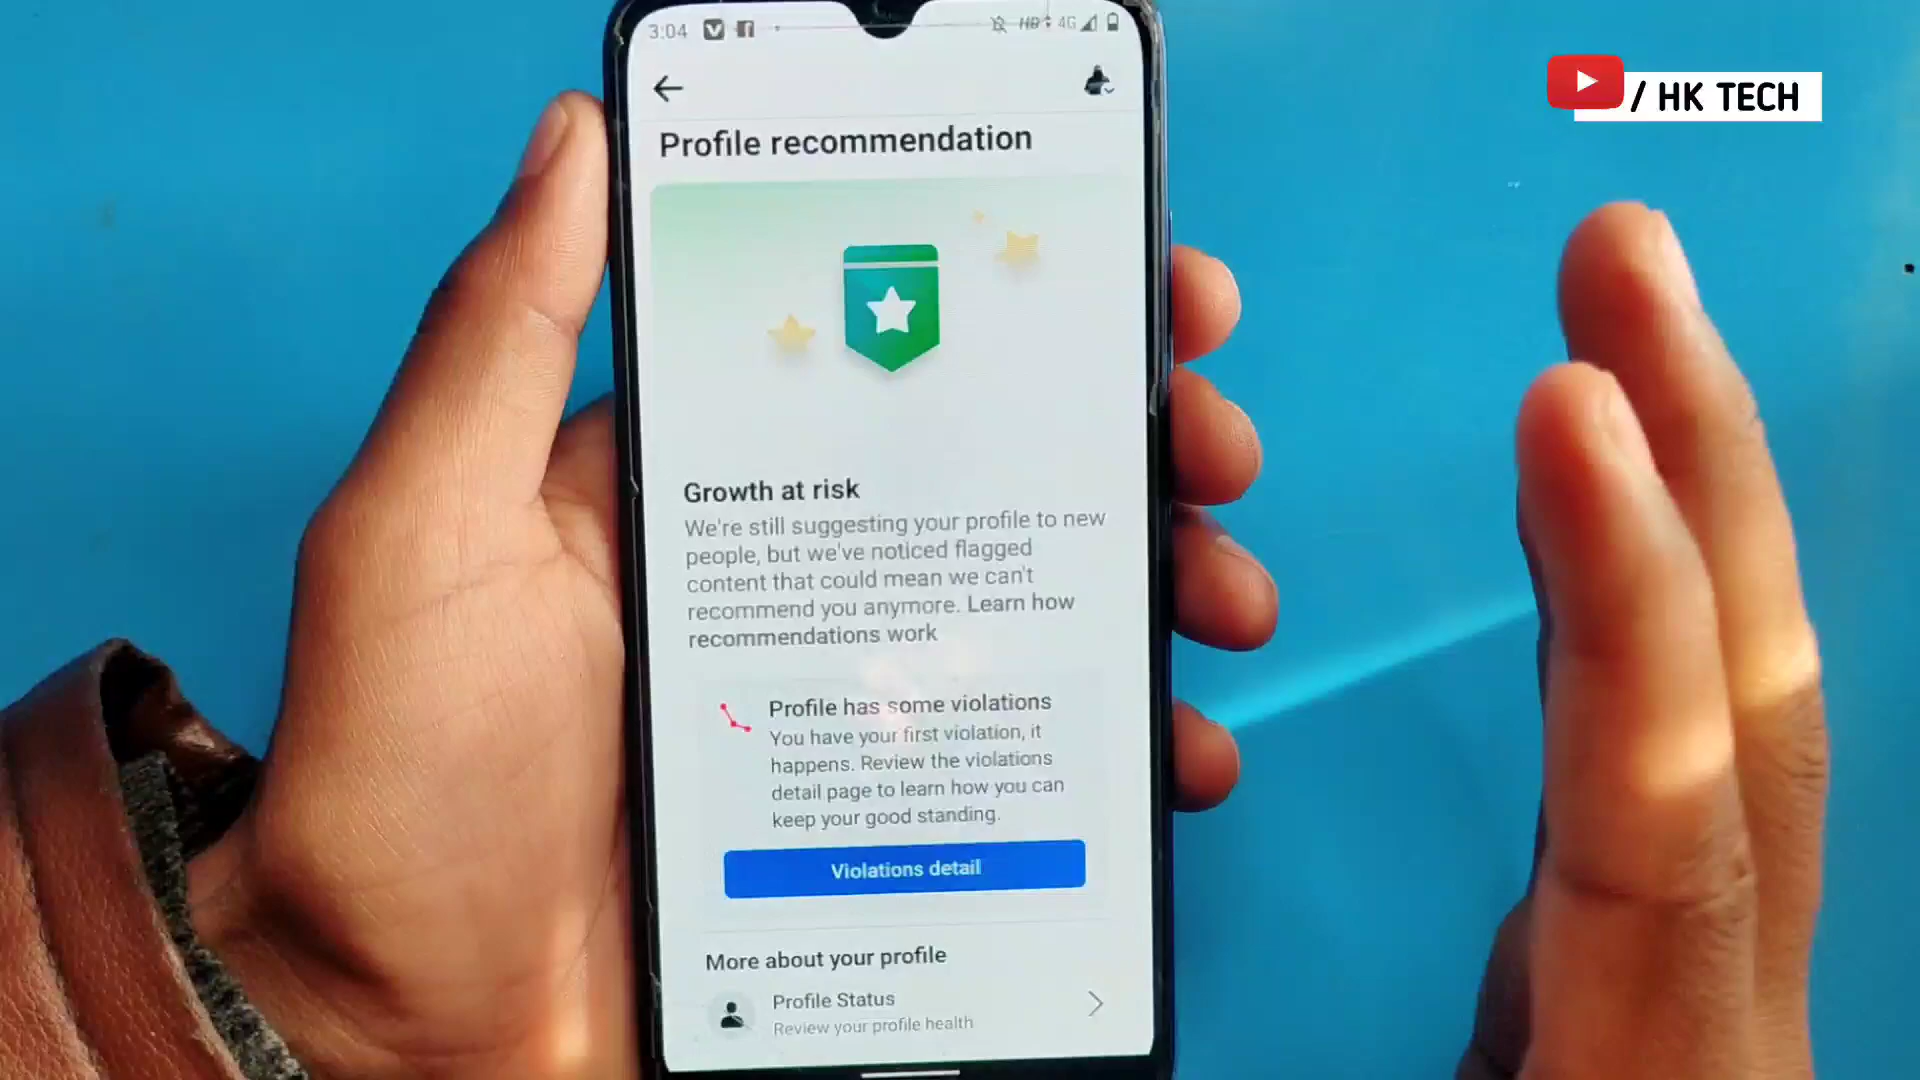 3:04
4G
/ HK TECH
Profile recommendation
Growth at risk
We're still suggesting your profile to new
people, but we've noticed flagged
content that could mean we can't
recommend you anymore. Learn how
recommendations work
Profile has some violations
You have your first violation, it
happens. Review the violations
detail page to learn how you can
keep your good standing.
Violations detail
More about your profile
Profile Status
Review your profile health